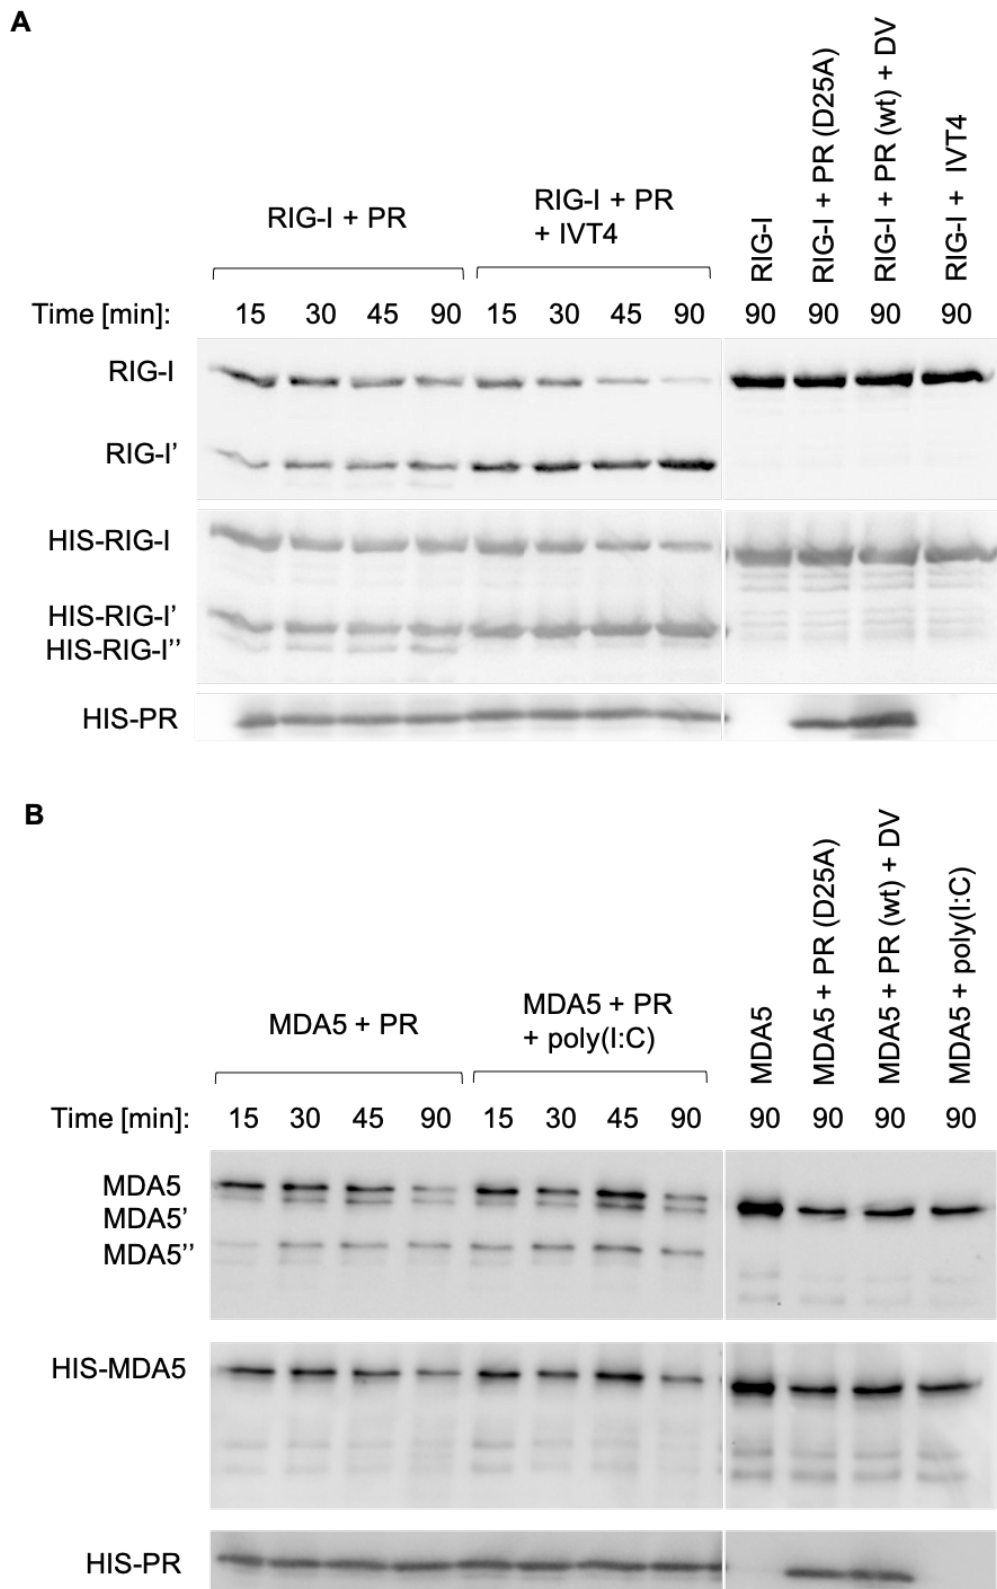 A
RIG-I + PR
RIG-I + PR
+ IVT4
RIG-I
RIG-I + PR (D25A)
RIG-I + PR (wt) + DV
RIG-I + IVT4
Time [min]: 15 30 45 90 15 30 45 90 90 90 90 90
RIG-I
RIG-I’
HIS-RIG-I
HIS-RIG-I’
HIS-RIG-I’’
HIS-PR
B
MDA5 + PR
MDA5 + PR
+ poly(I:C)
MDA5
MDA5 + PR (D25A)
MDA5 + PR (wt) + DV
MDA5 + poly(I:C)
Time [min]: 15 30 45 90 15 30 45 90 90 90 90 90
MDA5
MDA5’
MDA5’’
HIS-MDA5
HIS-PR